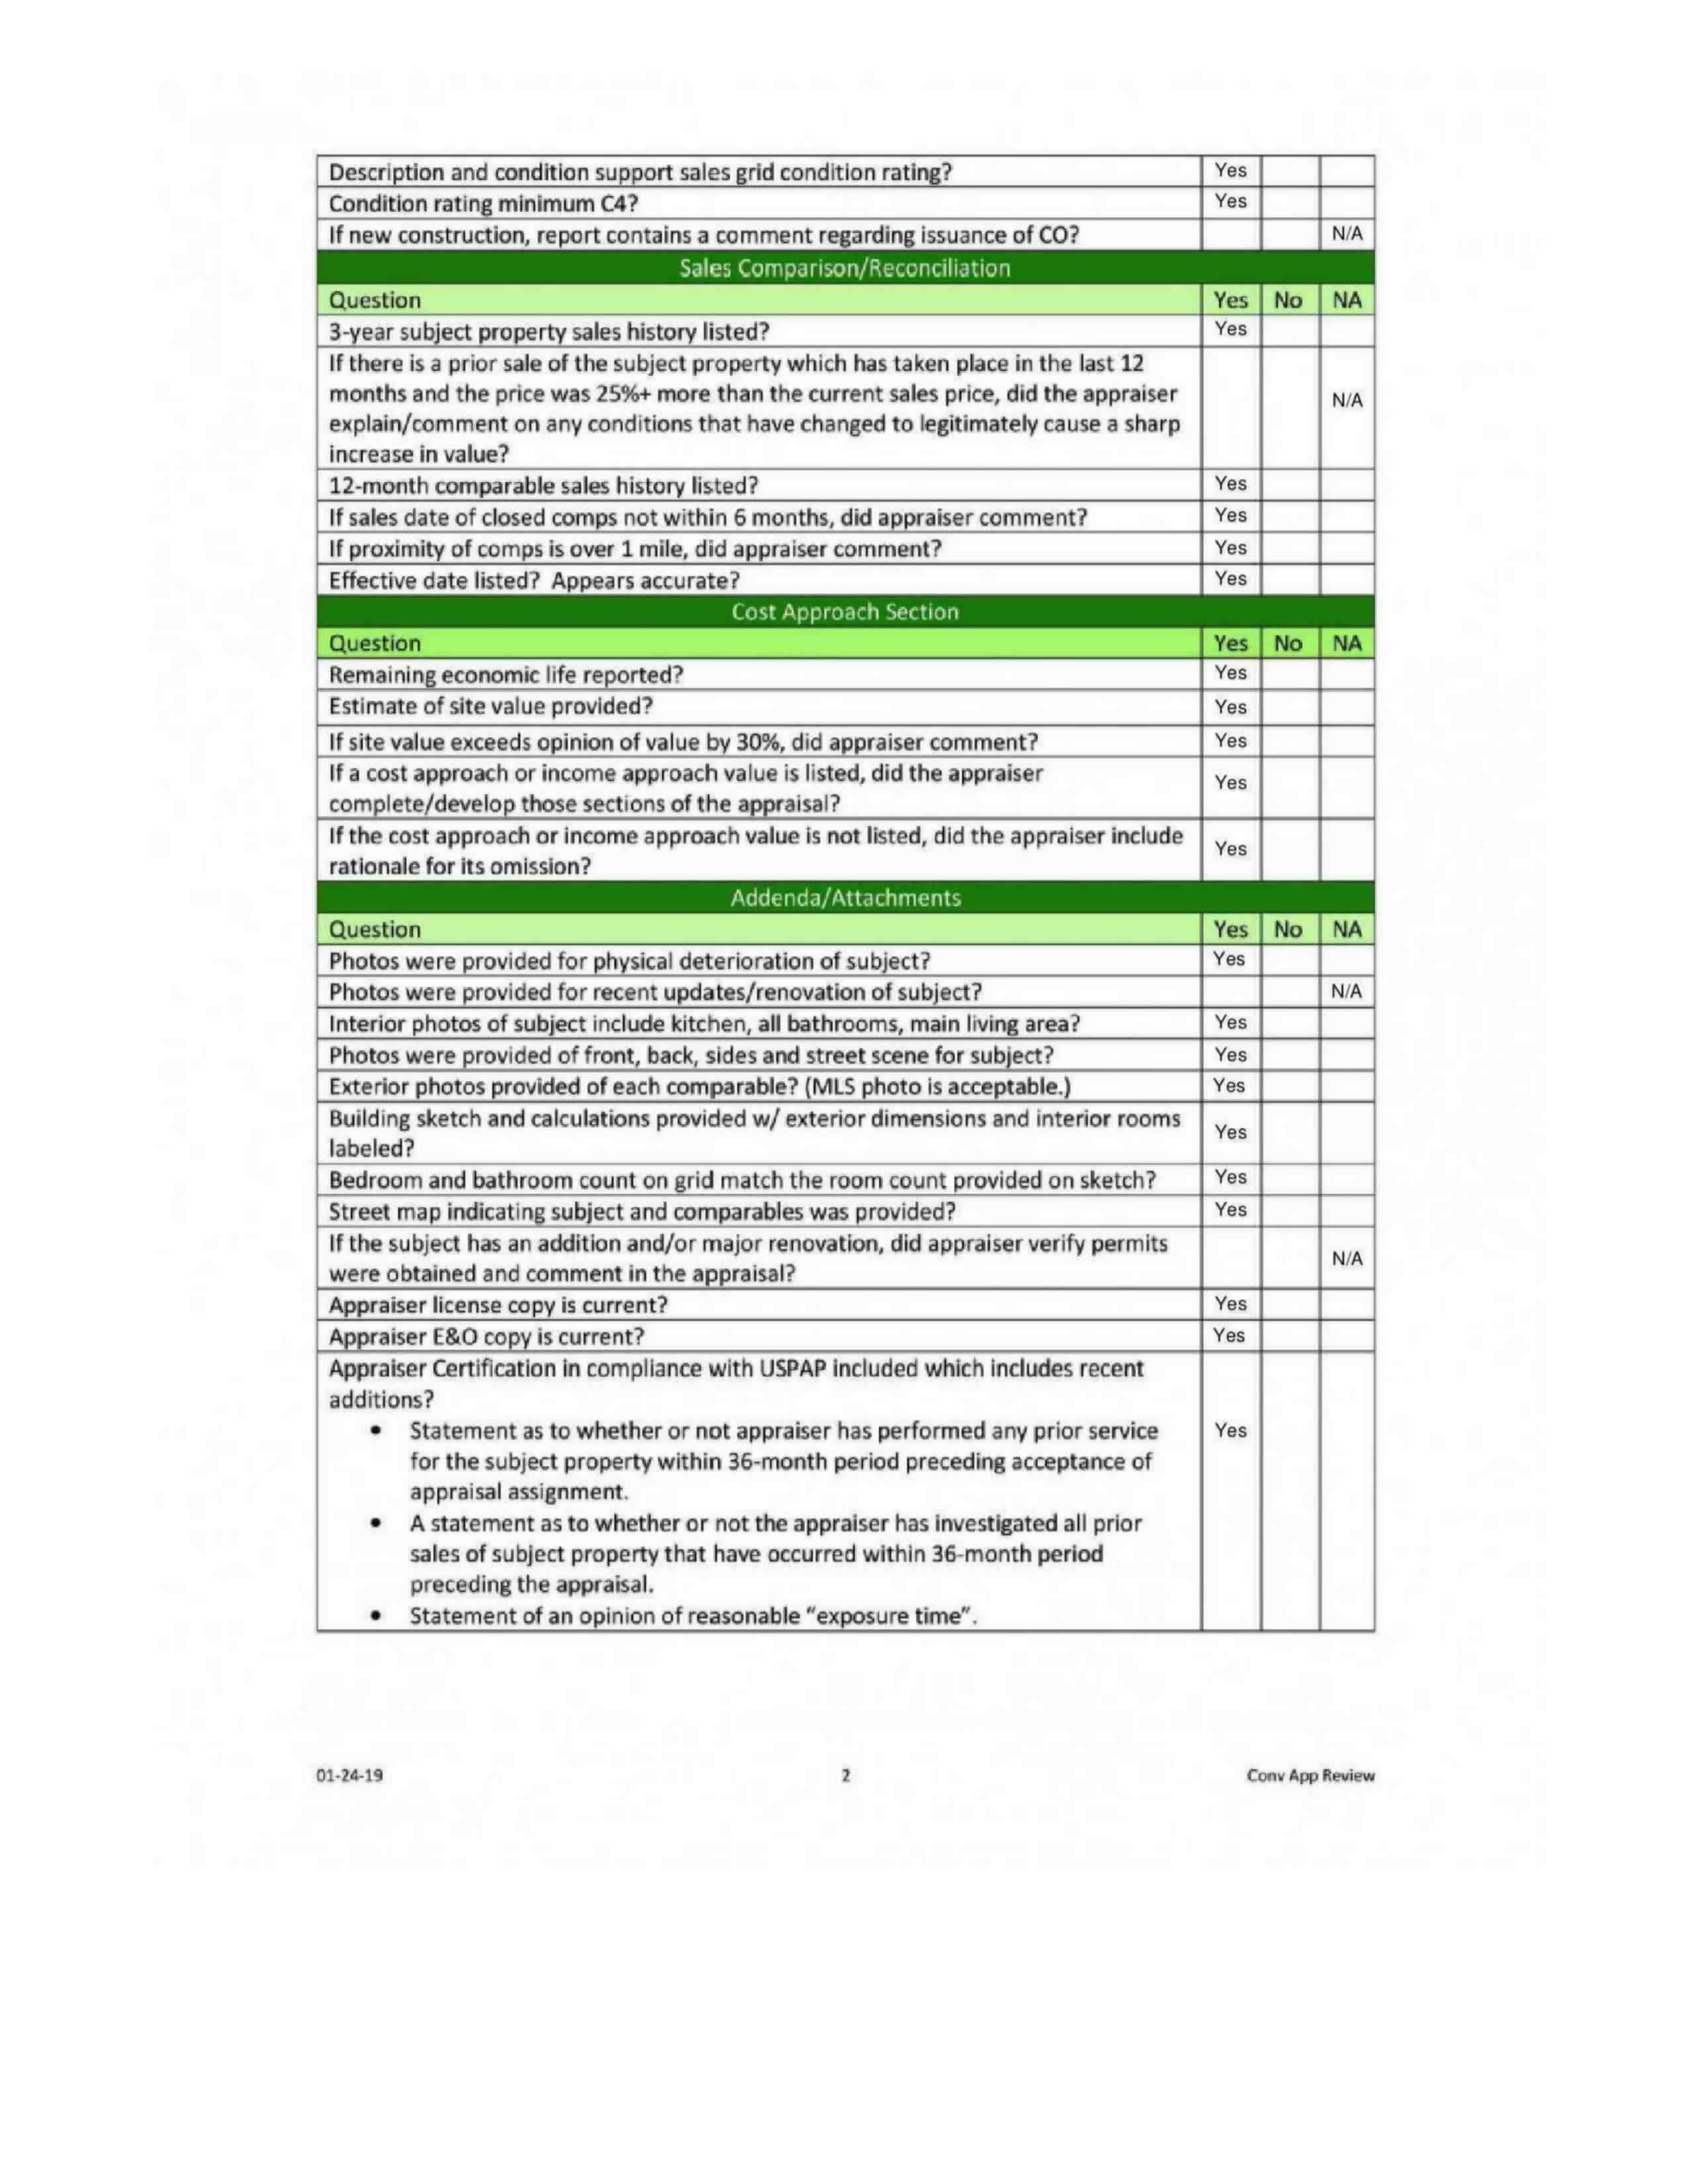 Description and condition support sales grid condition rating? Yes
Condition rating minimum C4? Yes
If new construction, report contains a comment regarding issuance of CO? N/A
Sales Comparison/Reconciliation
Question Yes No NA
3-year subject property sales history listed? Yes
If there is a prior sale of the subject property which has taken place in the last 12
months and the price was 25%+ more than the current sales price, did the appraiser
N/A
explain/comment on any conditions that have changed to legitimately cause a sharp
increase in value?
12-month comparable sales history listed? Yes
If sales date of closed comps not within 6 months, did appraiser comment? Yes
If proximity of comps is over 1 mile, did appraiser comment? Yes
Effective date listed? Appears accurate? Yes
Cost Approach Section
Question Yes No NA
Remaining economic life reported? Yes
Estimate of site value provided? Yes
If site value exceeds opinion of value by 30%, did appraiser comment? Yes
If a cost approach or income approach value is listed, did the appraiser
Yes
complete/develop those sections of the appraisal?
If the cost approach or income approach value is not listed, did the appraiser include
Yes
rationale for its omission?
Addenda/Attachments
Question Yes No NA
Photos were provided for physical deterioration of subject? Yes
Photos were provided for recent updates/renovation of subject? N/A
Interior photos of subject include kitchen, all bathrooms, main living area? Yes
Photos were provided of front, back, sides and street scene for subject? Yes
Exterior photos provided of each comparable? (MLS photo is acceptable.) Yes
Building sketch and calculations provided w/ exterior dimensions and interior rooms
Yes
labeled?
Bedroom and bathroom count on grid match the room count provided on sketch? Yes
Street map indicating subject and comparables was provided? Yes
If the subject has an addition and/or major renovation, did appraiser verify permits
N/A
were obtained and comment in the appraisal?
Appraiser license copy is current? Yes
Appraiser E&O copy is current? Yes
Appraiser Certification in compliance with USPAP included which includes recent
additions?
• Statement as to whether or not appraiser has performed any prior service Yes
for the subject property within 36-month period preceding acceptance of
appraisal assignment.
• A statement as to whether or not the appraiser has investigated all prior
sales of subject property that have occurred within 36-month period
preceding the appraisal.
• Statement of an opinion of reasonable “exposure time”.
01-24-19 2 Conv App Review